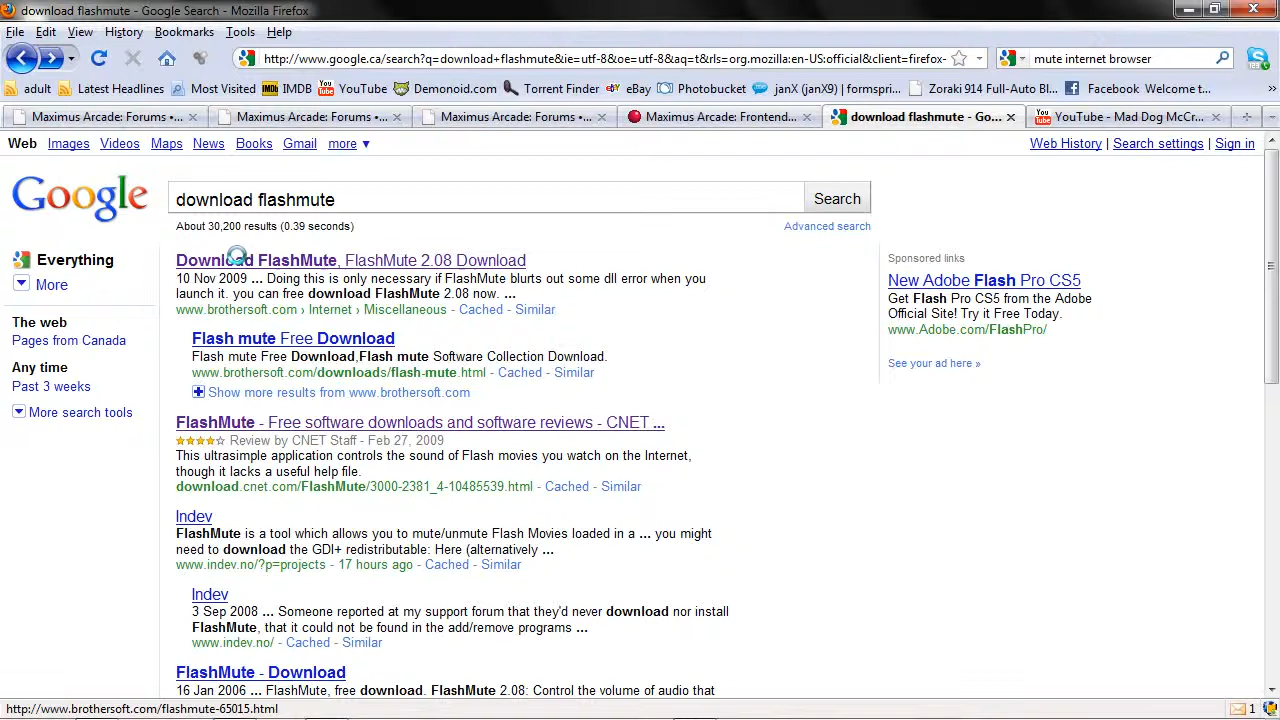 download flashmute - Google Search - Mozilla Firefox
File Edit View History Bookmarks Tools Help
http://www.google.ca/search?q=download+flashmute&ie=utf-8&oe=utf-8&aq=t&rls=org.mozilla:en-US:official&client=firefox- mute internet browser
adult Latest Headlines Most Visited IMDB YouTube Demonoid.com Torrent Finder eBay Photobucket janX (janX9) | formspri... Zoraki 914 Full-Auto Bl... Facebook Welcome t... »
Maximus Arcade: Forums •... Maximus Arcade: Forums •... Maximus Arcade: Forums •... Maximus Arcade: Frontend... download flashmute - Go... YouTube - Mad Dog McCr...
Web Images Videos Maps News Books Gmail more ▼ Web History | Search settings | Sign in
Google download flashmute Search
About 30,200 results (0.39 seconds) Advanced search
Everything
More
The web
Pages from Canada
Any time
Past 3 weeks
More search tools
Download FlashMute, FlashMute 2.08 Download
10 Nov 2009 ... Doing this is only necessary if FlashMute blurts out some dll error when you
launch it. you can free download FlashMute 2.08 now. ...
www.brothersoft.com › Internet › Miscellaneous - Cached - Similar
Flash mute Free Download
Flash mute Free Download,Flash mute Software Collection Download.
www.brothersoft.com/downloads/flash-mute.html - Cached - Similar
Show more results from www.brothersoft.com
FlashMute - Free software downloads and software reviews - CNET ...
Review by CNET Staff - Feb 27, 2009
This ultrasimple application controls the sound of Flash movies you watch on the Internet,
though it lacks a useful help file.
download.cnet.com/FlashMute/3000-2381_4-10485539.html - Cached - Similar
Indev
FlashMute is a tool which allows you to mute/unmute Flash Movies loaded in a ... you might
need to download the GDI+ redistributable: Here (alternatively ...
www.indev.no/?p=projects - 17 hours ago - Cached - Similar
Indev
3 Sep 2008 ... Someone reported at my support forum that they'd never download nor install
FlashMute, that it could not be found in the add/remove programs ...
www.indev.no/ - Cached - Similar
FlashMute - Download
16 Jan 2006 ... FlashMute, free download. FlashMute 2.08: Control the volume of audio that
Sponsored links
New Adobe Flash Pro CS5
Get Flash Pro CS5 from the Adobe
Official Site! Try it Free Today.
www.Adobe.com/FlashPro/
See your ad here »
http://www.brothersoft.com/flashmute-65015.html 1